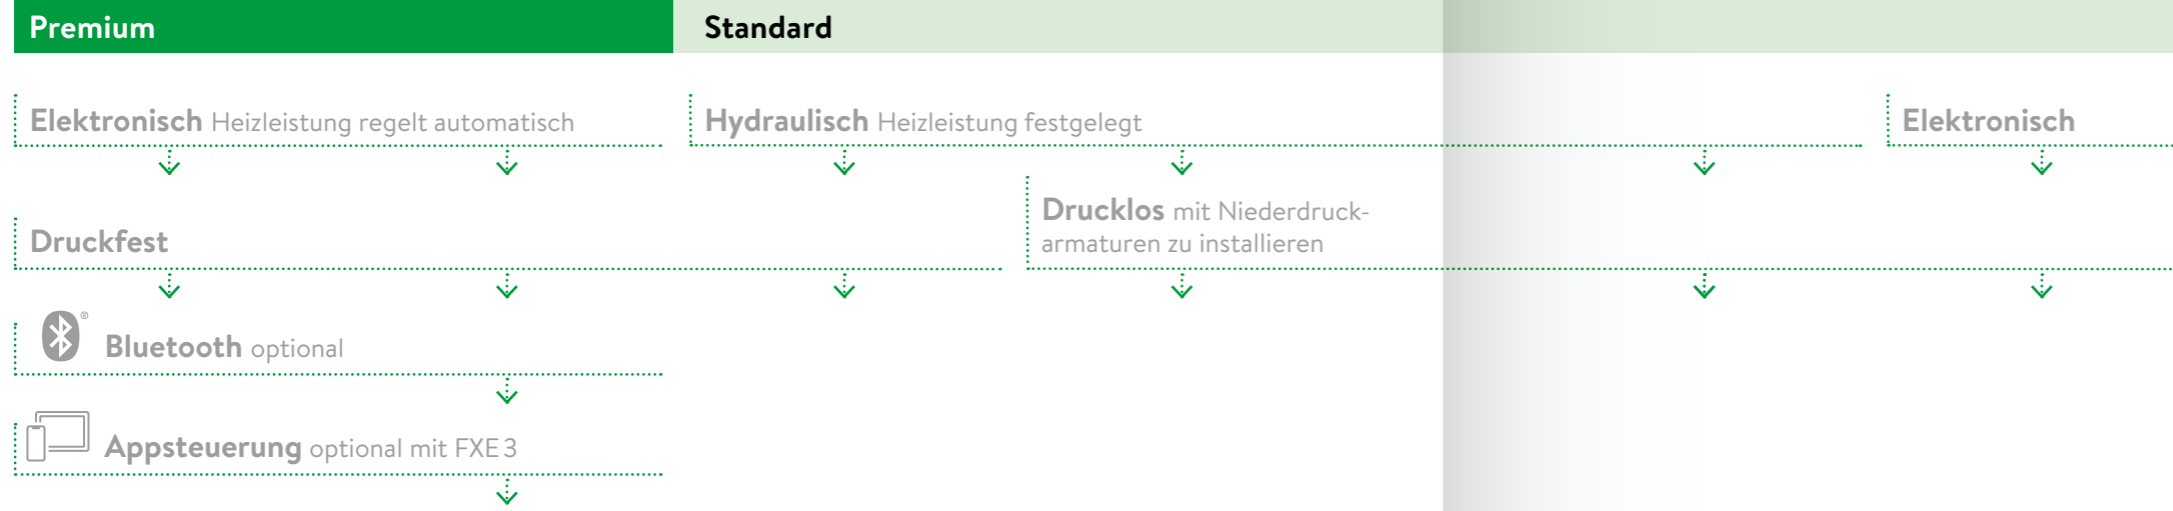 Premium
Standard
Elektronisch Heizleistung regelt automatisch
Hydraulisch Heizleistung festgelegt
Elektronisch
Druckfest
Drucklos mit Niederdruck-
armaturen zu installieren
® Bluetooth optional
Appsteuerung optional mit FXE 3